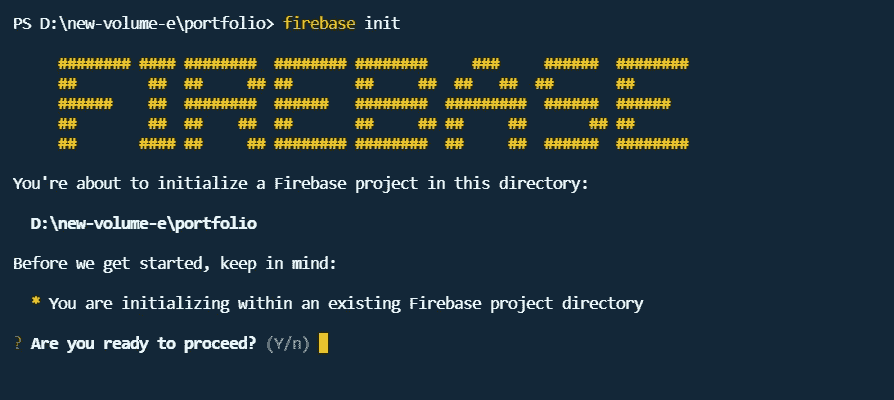 PS D:\new-volume-e\portfolio> firebase init
FIREBASE
You're about to initialize a Firebase project in this directory:
D:\new-volume-e\portfolio
Before we get started, keep in mind:
* You are initializing within an existing Firebase project directory
? Are you ready to proceed? (Y/n)